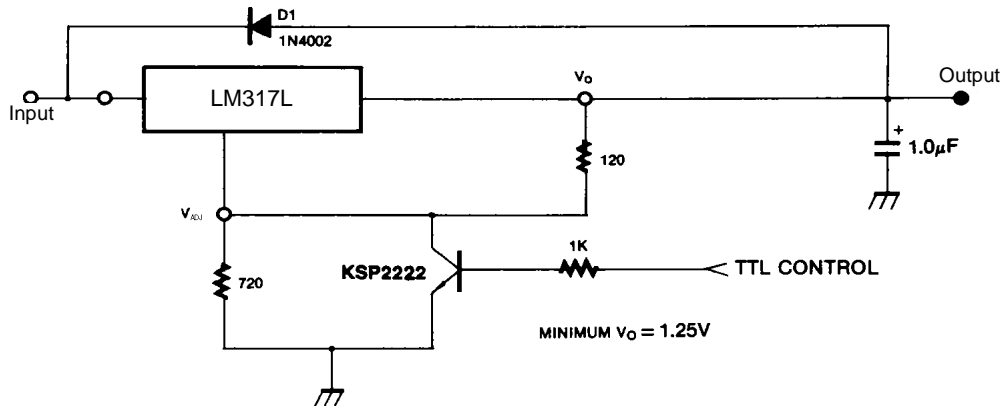 D1
1N4002
Input
LM317L
Vo
Output
120
+
1.0µF
VADJ
720
KSP2222
1K
TTL CONTROL
MINIMUM VO = 1.25V